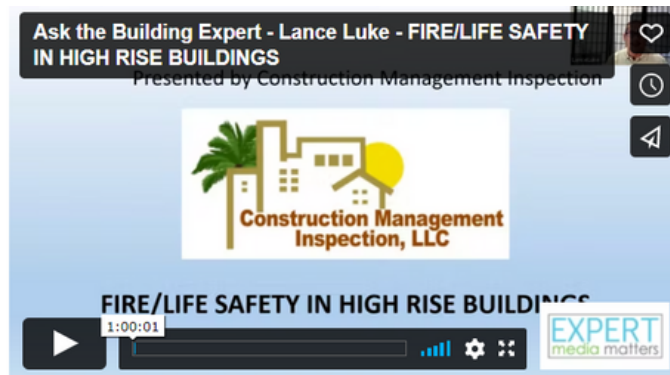 Ask the Building Expert - Lance Luke - FIRE/LIFE SAFETY
IN HIGH RISE BUILDINGS
Presented by Construction Management Inspection
Construction Management
Inspection, LLC
FIRE/LIFE SAFETY IN HIGH RISE BUILDINGS
1:00:01
EXPERT
media matters